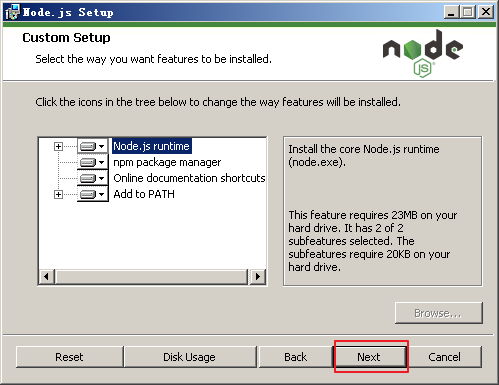 Node.js Setup
Custom Setup
Select the way you want features to be installed.
node
JS
Click the icons in the tree below to change the way features will be installed.
Node.js runtime
npm package manager
Online documentation shortcuts
Add to PATH
Install the core Node.js runtime
(node.exe).
This feature requires 23MB on your
hard drive. It has 2 of 2
subfeatures selected. The
subfeatures require 20KB on your
hard drive.
Browse...
Reset
Disk Usage
Back
Next
Cancel